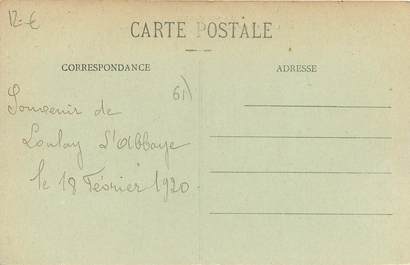 12 - €
CARTE POSTALE
CORRESPONDANCE
ADRESSE
61)
Souvenir de
Lonlay L'Abbaye
le 18 Février 1920